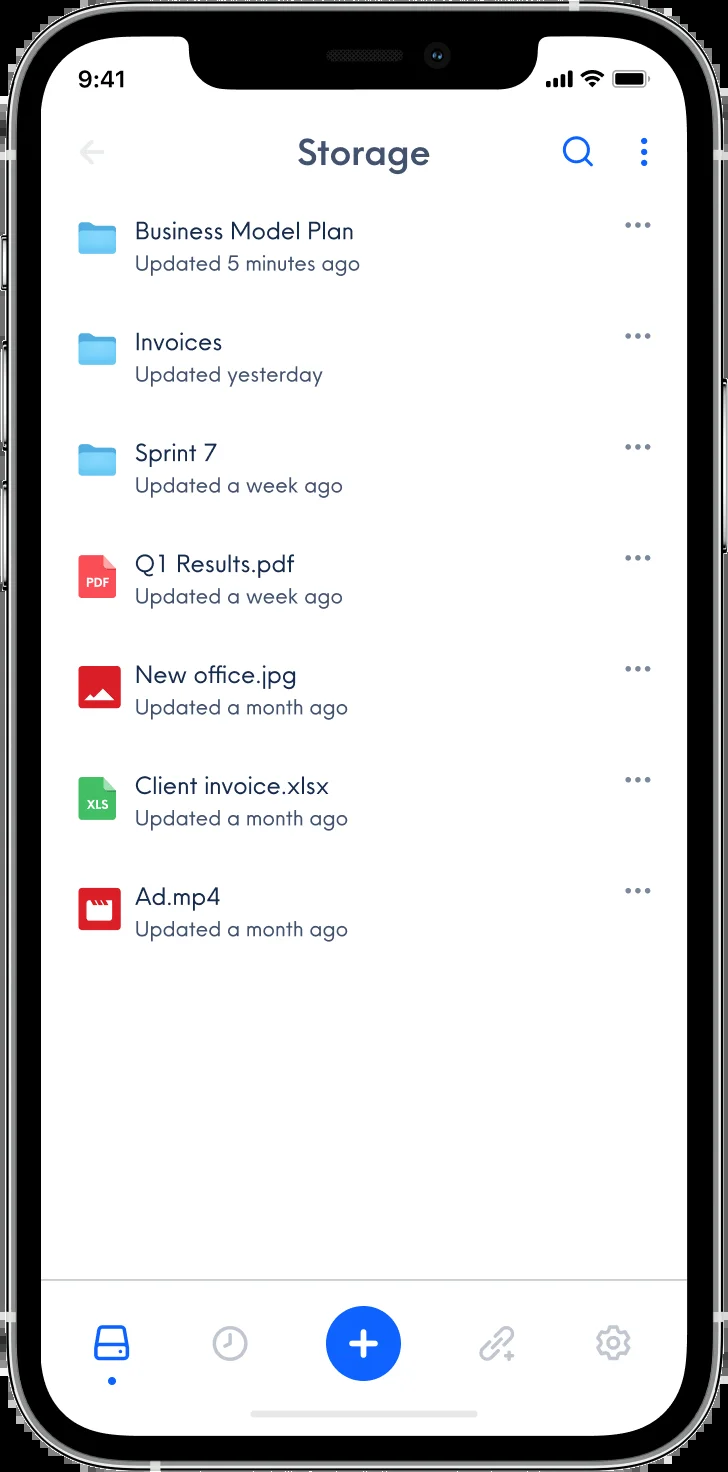 9:41
Storage
Business Model Plan
Updated 5 minutes ago
Invoices
Updated yesterday
Sprint 7
Updated a week ago
PDF
Q1 Results.pdf
Updated a week ago
New office.jpg
Updated a month ago
XLS
Client invoice.xlsx
Updated a month ago
Ad.mp4
Updated a month ago